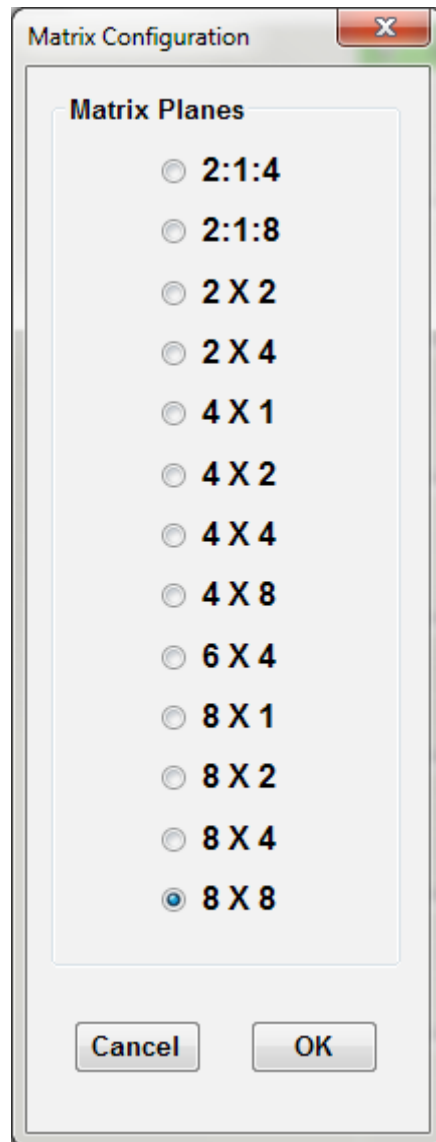 Matrix Configuration
Matrix Planes
2:1:4
2:1:8
2 X 2
2 X 4
4 X 1
4 X 2
4 X 4
4 X 8
6 X 4
8 X 1
8 X 2
8 X 4
8 X 8
Cancel OK